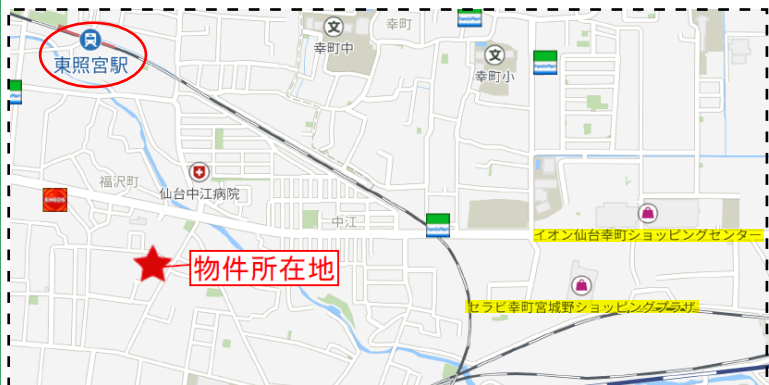 文
幸町
幸町中
文
幸町小
東照宮駅
福沢町
仙台中江病院
ENEOS
中江
イオン仙台幸町ショッピングセンター
物件所在地
セラビ幸町宮城野ショッピングプラザ